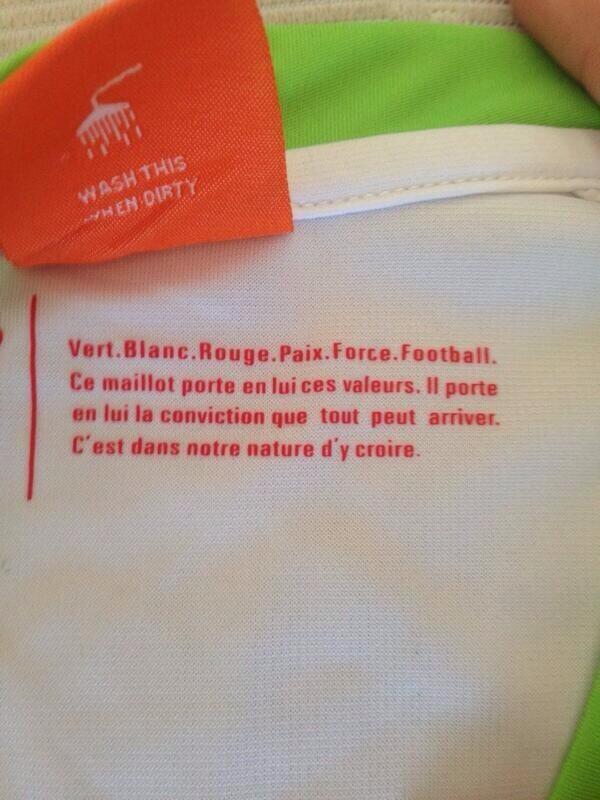 WASH THIS
WHEN DIRTY
Vert.Blanc.Rouge.Paix.Force.Football.
Ce maillot porte en lui ces valeurs. Il porte
en lui la conviction que tout peut arriver.
C'est dans notre nature d'y croire.